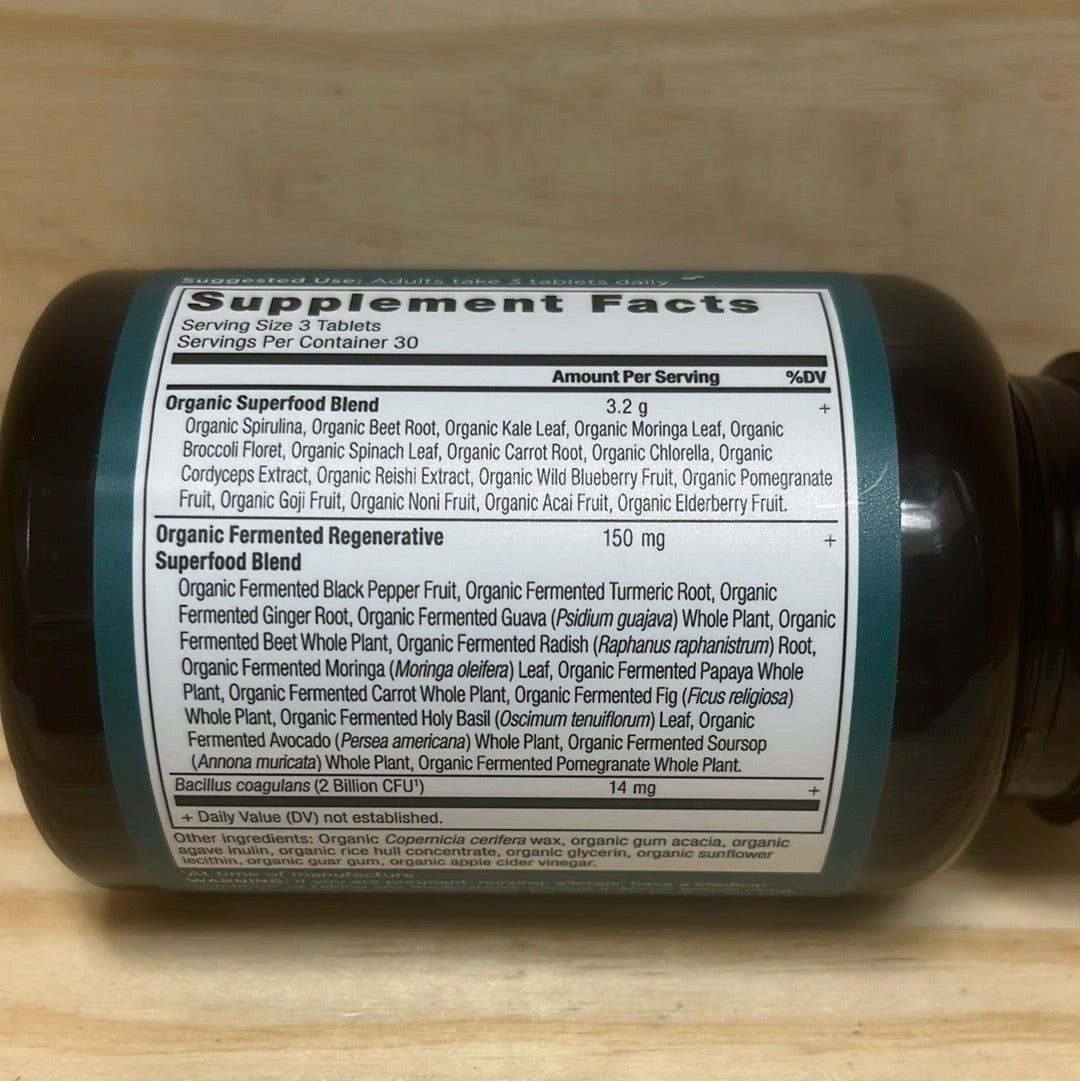 Suggested Use: Adults take 3 tablets daily.
Supplement Facts
Serving Size 3 Tablets
Servings Per Container 30
Amount Per Serving %DV
Organic Superfood Blend 3.2 g +
Organic Spirulina, Organic Beet Root, Organic Kale Leaf, Organic Moringa Leaf, Organic
Broccoli Floret, Organic Spinach Leaf, Organic Carrot Root, Organic Chlorella, Organic
Cordyceps Extract, Organic Reishi Extract, Organic Wild Blueberry Fruit, Organic Pomegranate
Fruit, Organic Goji Fruit, Organic Noni Fruit, Organic Acai Fruit, Organic Elderberry Fruit.
Organic Fermented Regenerative 150 mg +
Superfood Blend
Organic Fermented Black Pepper Fruit, Organic Fermented Turmeric Root, Organic
Fermented Ginger Root, Organic Fermented Guava (Psidium guajava) Whole Plant, Organic
Fermented Beet Whole Plant, Organic Fermented Radish (Raphanus raphanistrum) Root,
Organic Fermented Moringa (Moringa oleifera) Leaf, Organic Fermented Papaya Whole
Plant, Organic Fermented Carrot Whole Plant, Organic Fermented Fig (Ficus religiosa)
Whole Plant, Organic Fermented Holy Basil (Oscimum tenuiflorum) Leaf, Organic
Fermented Avocado (Persea americana) Whole Plant, Organic Fermented Soursop
(Annona muricata) Whole Plant, Organic Fermented Pomegranate Whole Plant.
Bacillus coagulans (2 Billion CFU¹) 14 mg +
+ Daily Value (DV) not established.
Other ingredients: Organic Copernicia cerifera wax, organic gum acacia, organic
agave inulin, organic rice hull concentrate, organic glycerin, organic sunflower
lecithin, organic guar gum, organic apple cider vinegar.
At time of manufacture
WARNING: If you are pregnant, nursing, allergic, have a medical